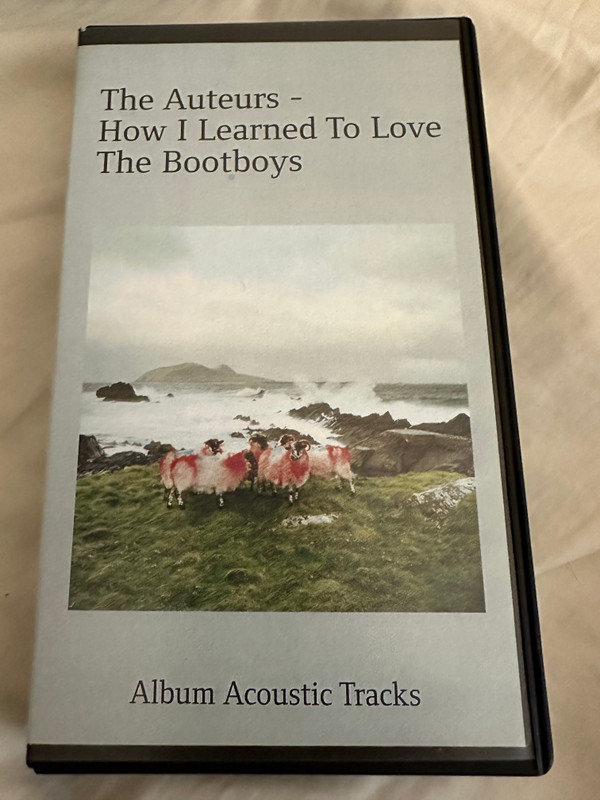 The Auteurs -
How I Learned To Love
The Bootboys
Album Acoustic Tracks